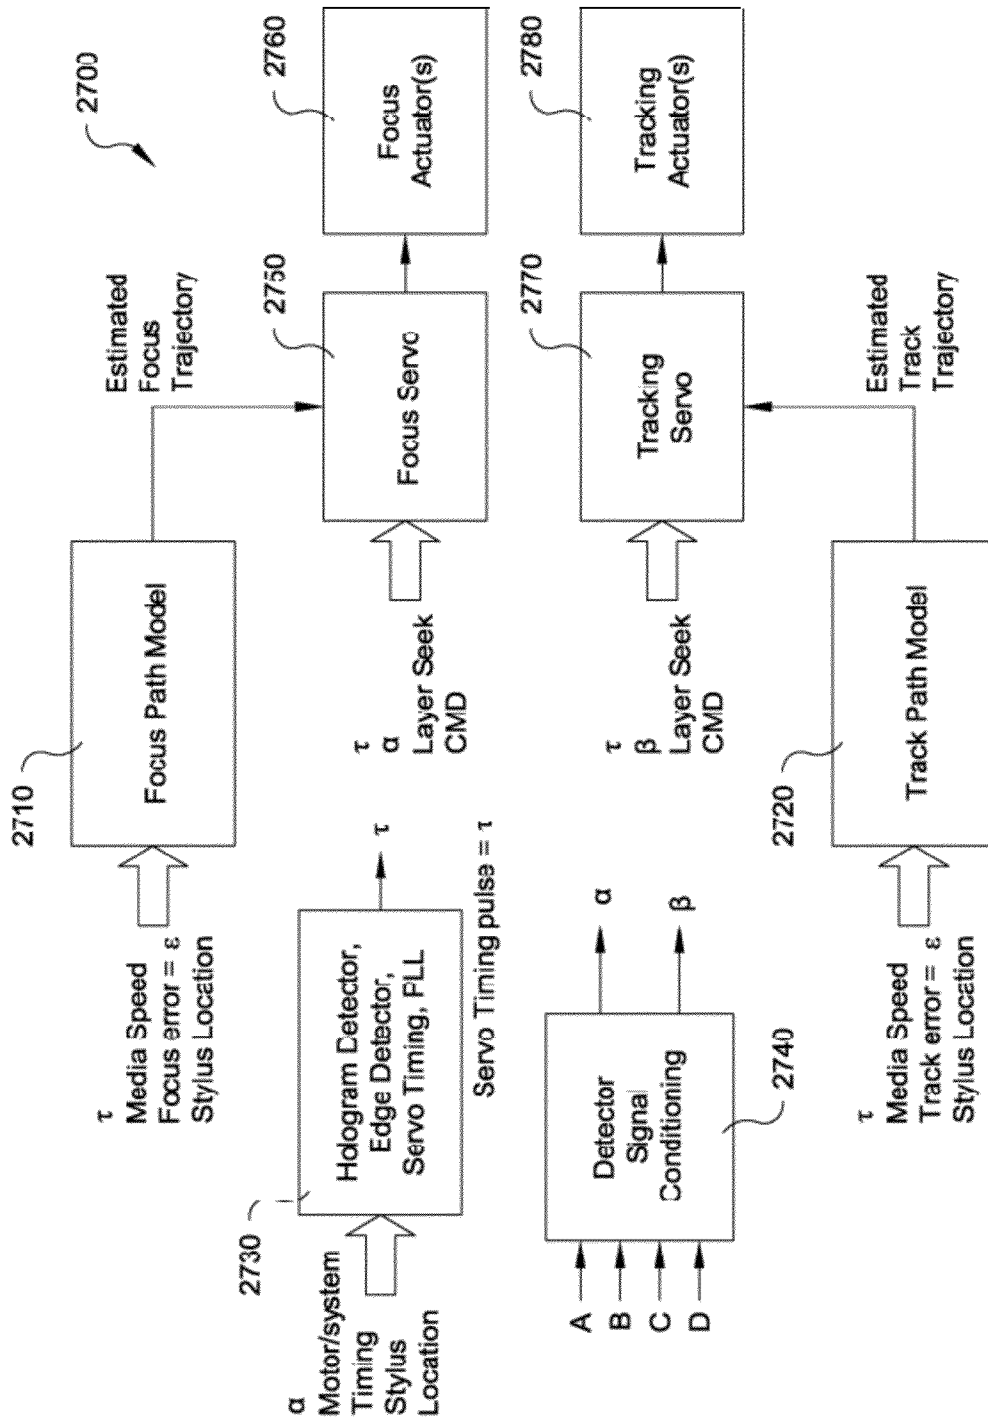 2700
τ
Media Speed
Focus error = ε
Stylus Location
2710
Focus Path Model
Estimated
Focus
Trajectory
α
Motor/system
Timing
Stylus
Location
2730
Hologram Detector,
Edge Detector,
Servo Timing, PLL
τ
Servo Timing pulse = τ
τ
α
Layer Seek
CMD
2750
Focus Servo
2760
Focus
Actuator(s)
A
B
C
D
Detector
Signal
Conditioning
2740
α
β
τ
β
Layer Seek
CMD
2770
Tracking
Servo
2780
Tracking
Actuator(s)
τ
Media Speed
Track error = ε
Stylus Location
2720
Track Path Model
Estimated
Track
Trajectory